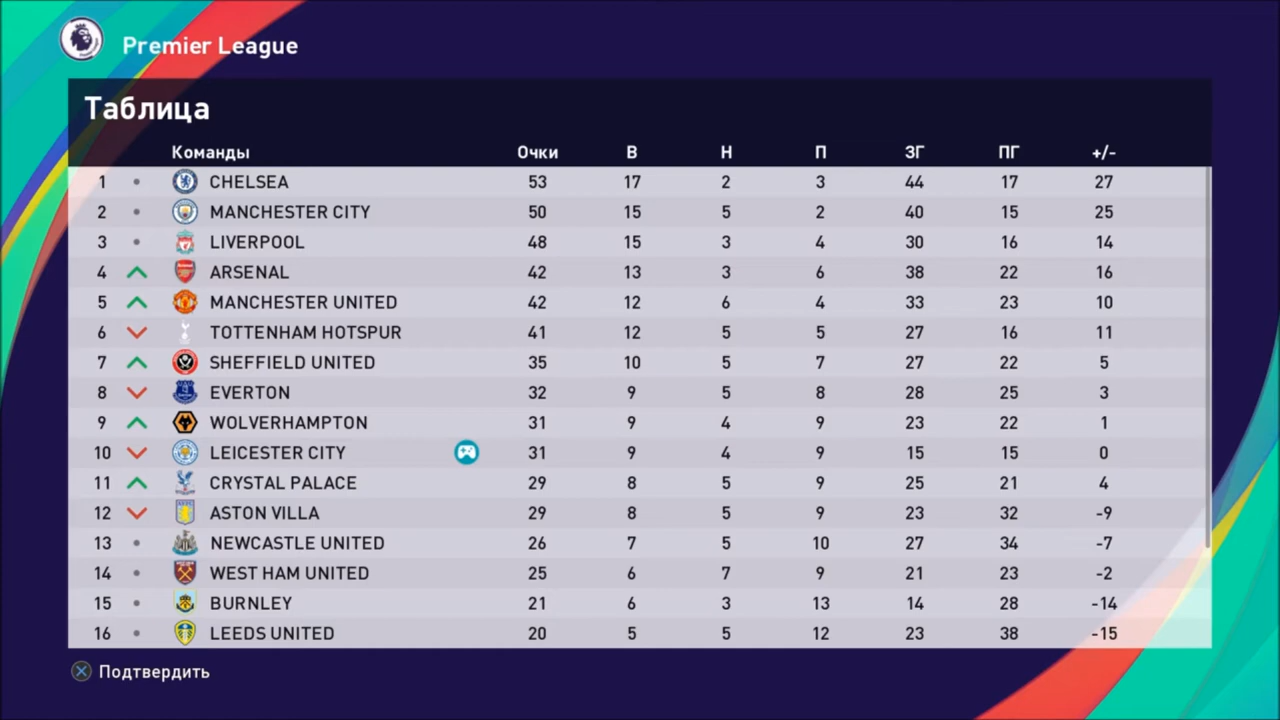 Premier League
Таблица
Команды Очки В Н П ЗГ ПГ +/-
1 CHELSEA 53 17 2 3 44 17 27
2 MANCHESTER CITY 50 15 5 2 40 15 25
3 LIVERPOOL 48 15 3 4 30 16 14
4 ARSENAL 42 13 3 6 38 22 16
5 MANCHESTER UNITED 42 12 6 4 33 23 10
6 TOTTENHAM HOTSPUR 41 12 5 5 27 16 11
7 SHEFFIELD UNITED 35 10 5 7 27 22 5
8 EVERTON 32 9 5 8 28 25 3
9 WOLVERHAMPTON 31 9 4 9 23 22 1
10 LEICESTER CITY 31 9 4 9 15 15 0
11 CRYSTAL PALACE 29 8 5 9 25 21 4
12 ASTON VILLA 29 8 5 9 23 32 -9
13 NEWCASTLE UNITED 26 7 5 10 27 34 -7
14 WEST HAM UNITED 25 6 7 9 21 23 -2
15 BURNLEY 21 6 3 13 14 28 -14
16 LEEDS UNITED 20 5 5 12 23 38 -15
Подтвердить